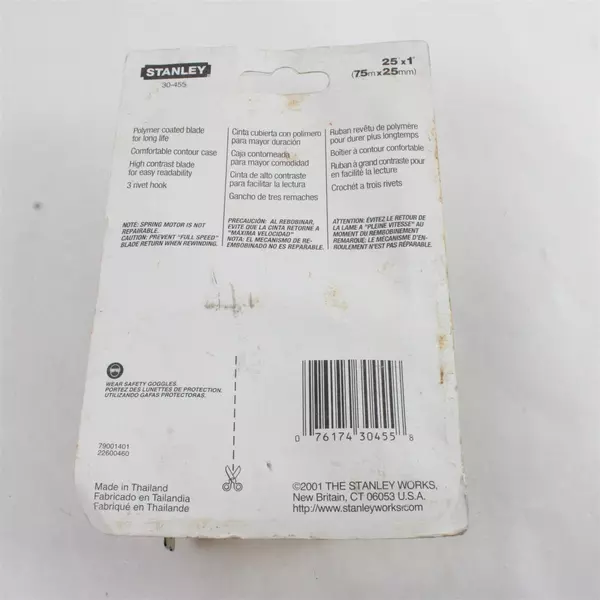 STANLEY
30-455
25' x 1"
(75m x 25mm)
Polymer coated blade
for long life
Comfortable contour case
High contrast blade
for easy readability
3 rivet hook
Cinta cubierta con polimero
para mayor duración
Caja contorneada
para mayor comodidad
Cinta de alto contraste
para facilitar la lectura
Gancho de tres remaches
Ruban revêtu de polymère
pour durer plus longtemps
Boîtier à contour confortable
Ruban à grand contraste pour
en facilité la lecture
Crochet a trois rivets
NOTE: SPRING MOTOR IS NOT
REPAIRABLE.
CAUTION: PREVENT "FULL SPEED"
BLADE RETURN WHEN REWINDING.
PRECAUCIÓN: AL REBOBINAR,
EVITE QUE LA CINTA RETORNE A
"MAXIMA VELOCIDAD"
NOTA: EL MECANISMO DE RE-
EMBOBINADO NO ES REPARABLE.
ATTENTION: ÉVITEZ LE RETOUR DE
LA LAME A "PLEINE VITESSE" AU
MOMENT DU REMBOBINEMENT
REMARQUE: LE MÉCANISME D'EN-
ROULEMENT N'EST PAS RÉPARABLE.
WEAR SAFETY GOGGLES.
PORTEZ DES LUNETTES DE PROTECTION.
UTILIZANDO GAFAS PROTECTORAS.
79001401
22600460
0 76174 30455 8
Made in Thailand
Fabricado en Tailandia
Fabriqué en Thailande
©2001 THE STANLEY WORKS,
New Britain, CT 06053 U.S.A.
http://www.stanleyworks.com